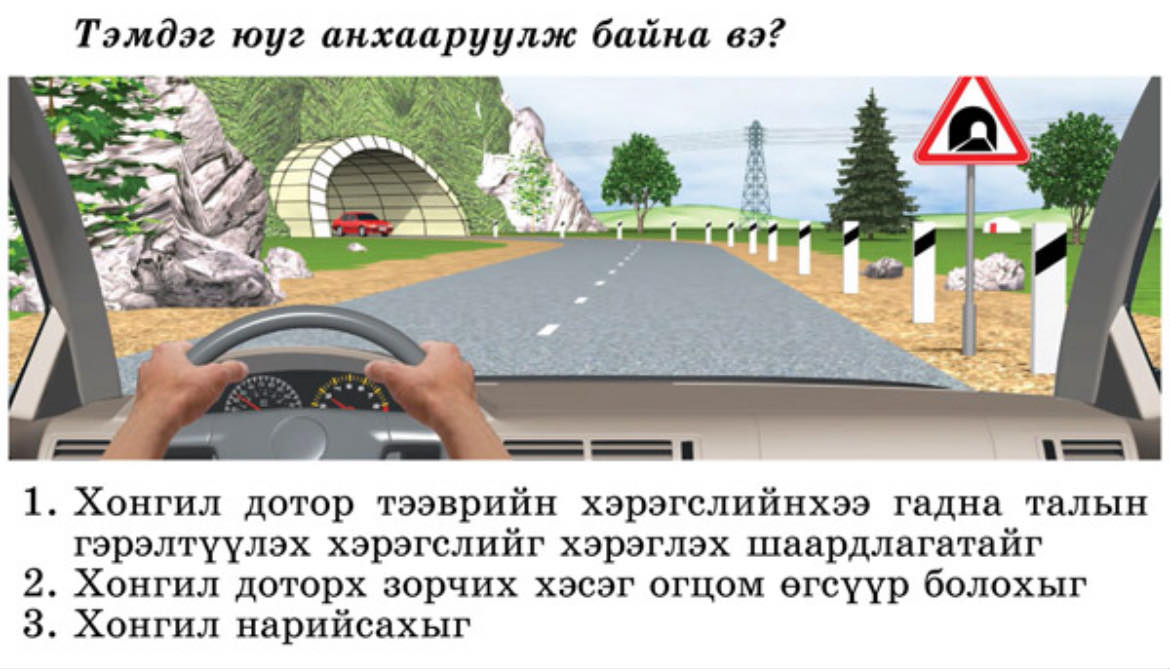 Тэмдэг юуг анхааруулж байна вэ?
1. Хонгил дотор тээврийн хэрэгслийнхээ гадна талын
гэрэлтүүлэх хэрэгслийг хэрэглэх шаардлагатайг
2. Хонгил доторх зорчих хэсэг огцом өгсүүр болохыг
3. Хонгил нарийсахыг